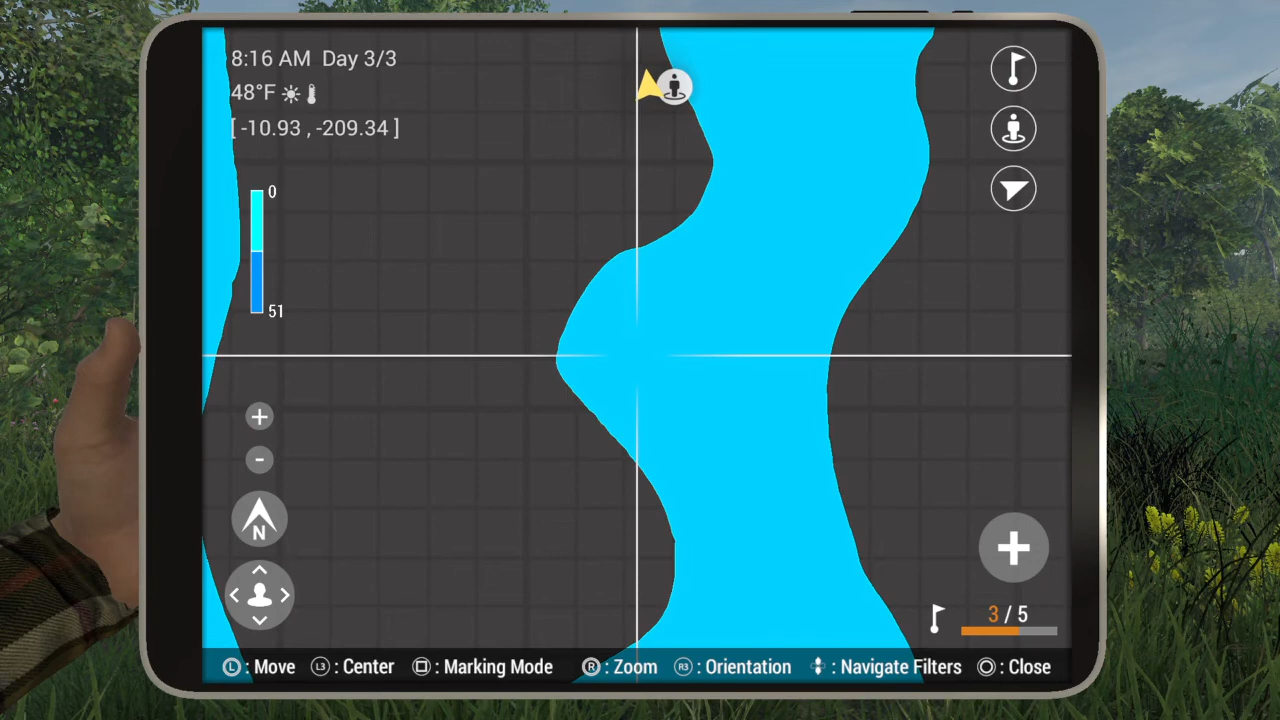 8:16 AM Day 3/3
48°F
[ -10.93 , -209.34 ]
0
51
+
-
N
3 / 5
L : Move L3 : Center : Marking Mode R : Zoom R3 : Orientation : Navigate Filters : Close